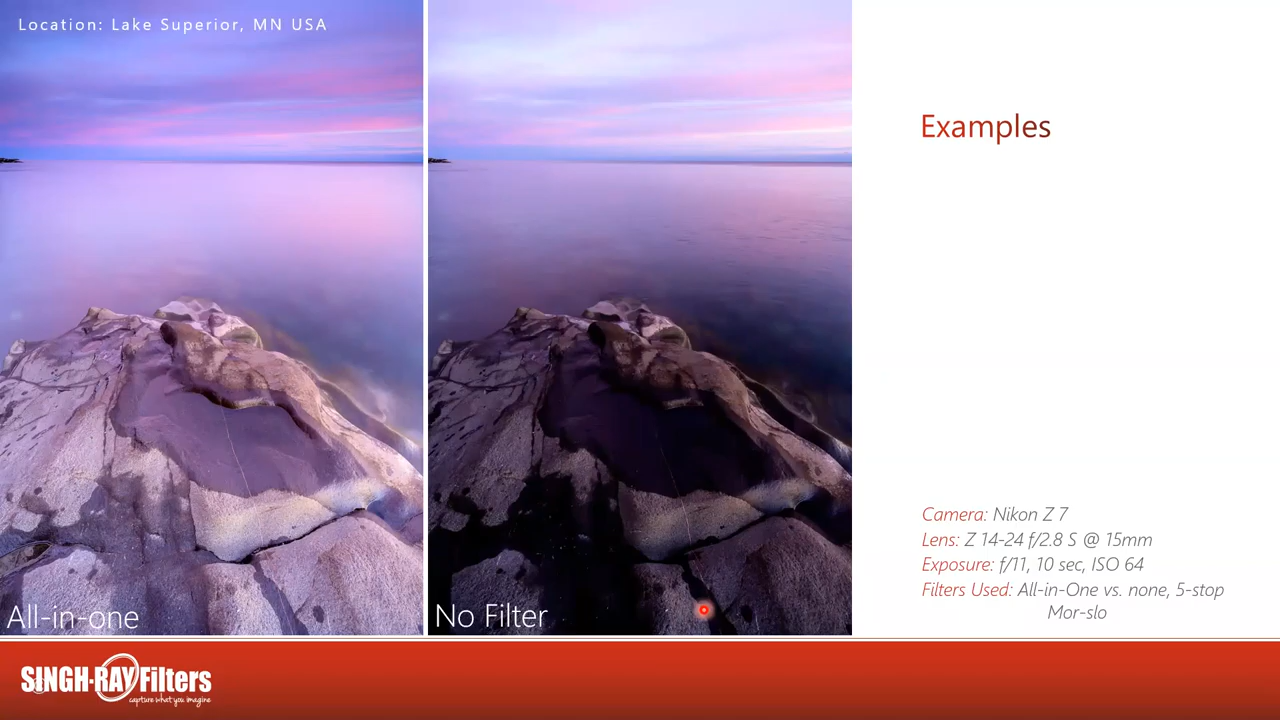 Location: Lake Superior, MN USA
Examples
Camera: Nikon Z 7
Lens: Z 14-24 f/2.8 S @ 15mm
Exposure: f/11, 10 sec, ISO 64
Filters Used: All-in-One vs. none, 5-stop
Mor-slo
All-in-one
No Filter
SINGH-RAY Filters
capture what you imagine